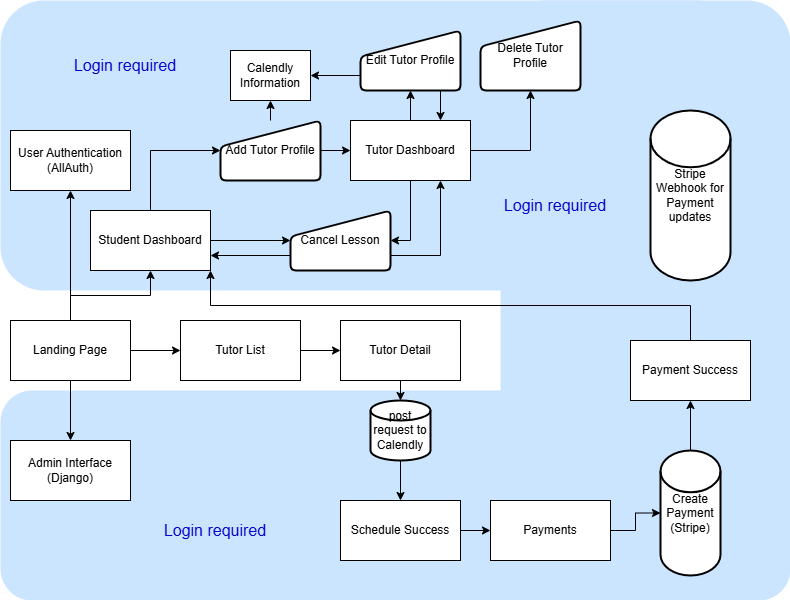 Login required
Calendly
Information
Edit Tutor Profile
Delete Tutor
Profile
User Authentication
(AllAuth)
Add Tutor Profile
Tutor Dashboard
Stripe
Webhook for
Payment
updates
Login required
Student Dashboard
Cancel Lesson
Landing Page
Tutor List
Tutor Detail
Payment Success
post
request to
Calendly
Admin Interface
(Django)
Login required
Schedule Success
Payments
Create
Payment
(Stripe)